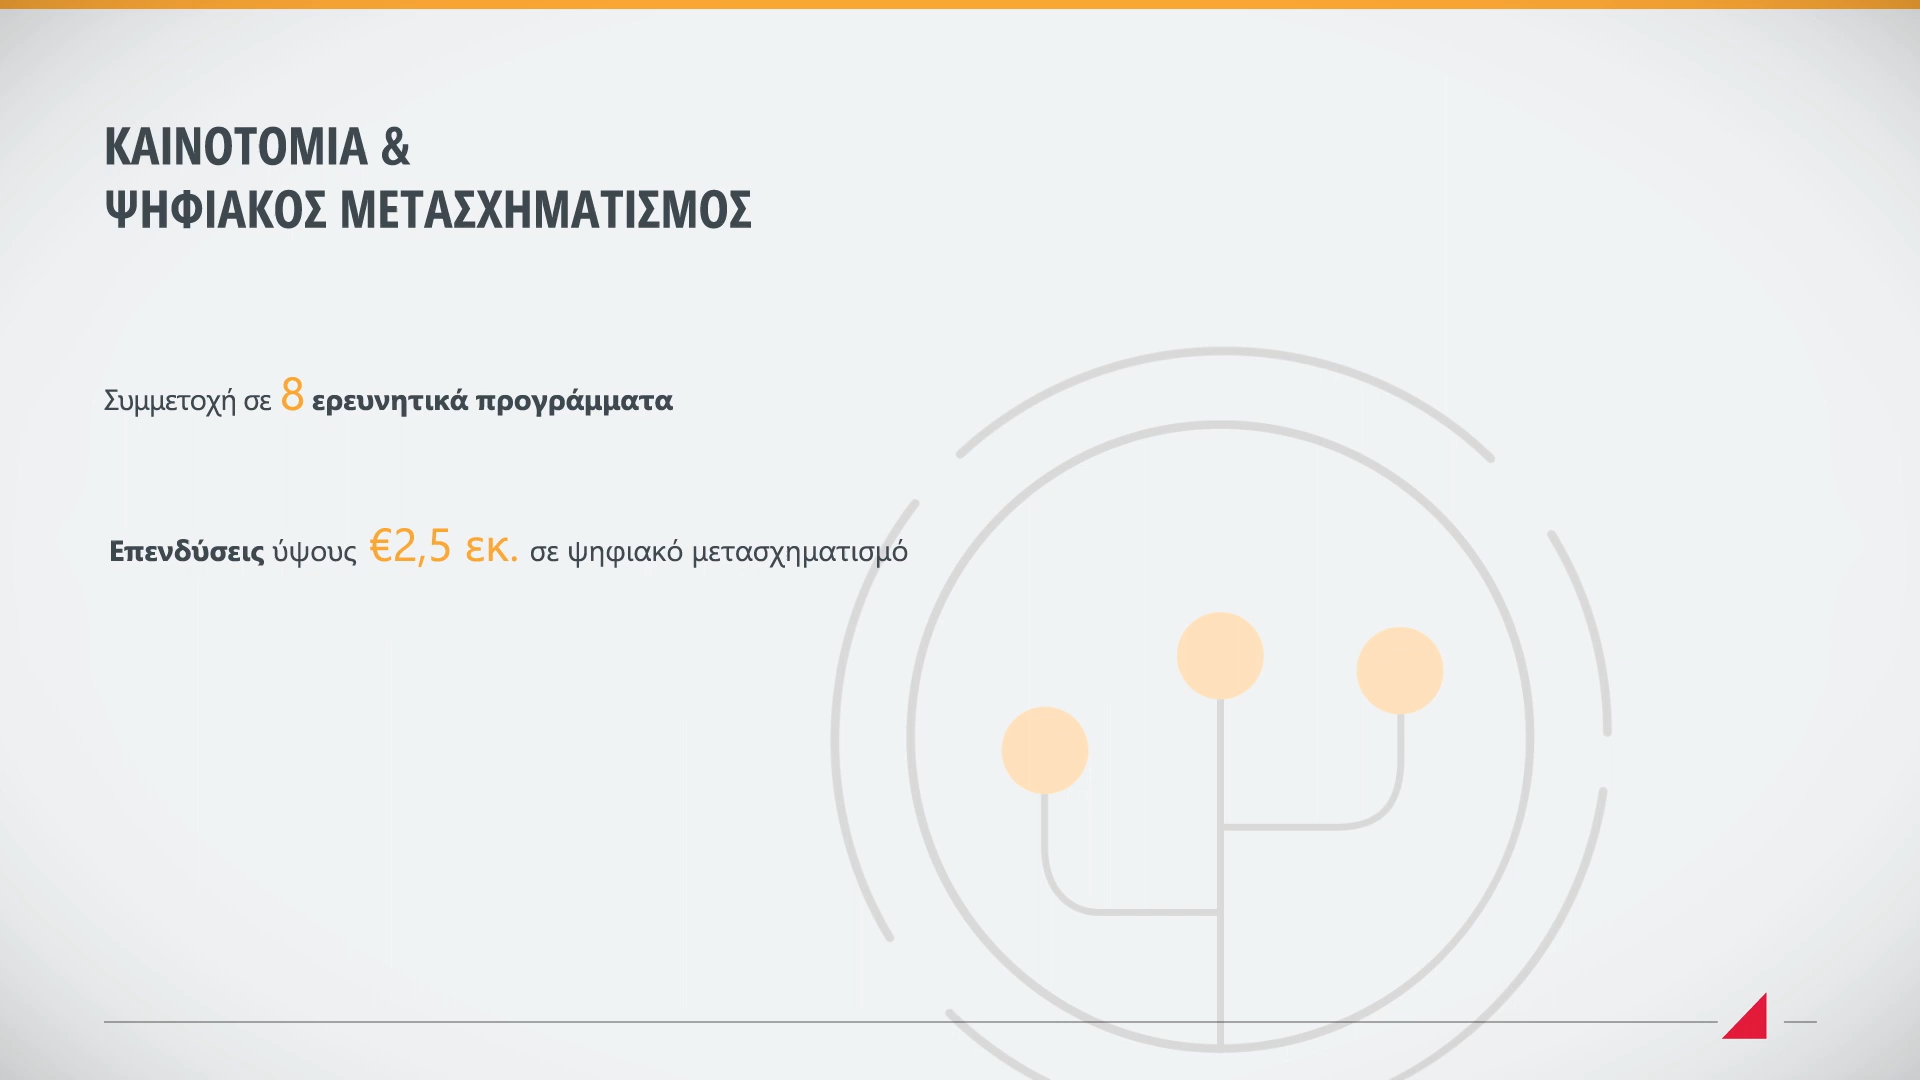 ΚΑΙΝΟΤΟΜΙΑ &
ΨΗΦΙΑΚΟΣ ΜΕΤΑΣΧΗΜΑΤΙΣΜΟΣ
Συμμετοχή σε 8 ερευνητικά προγράμματα
Επενδύσεις ύψους €2,5 εκ. σε ψηφιακό μετασχηματισμό